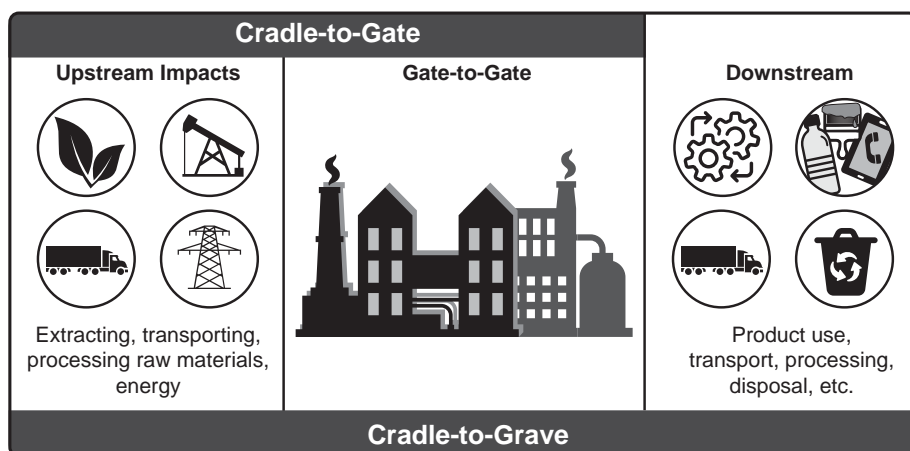 Cradle-to-Gate
Upstream Impacts
Gate-to-Gate
Downstream
Extracting, transporting,
processing raw materials,
energy
Product use,
transport, processing,
disposal, etc.
Cradle-to-Grave